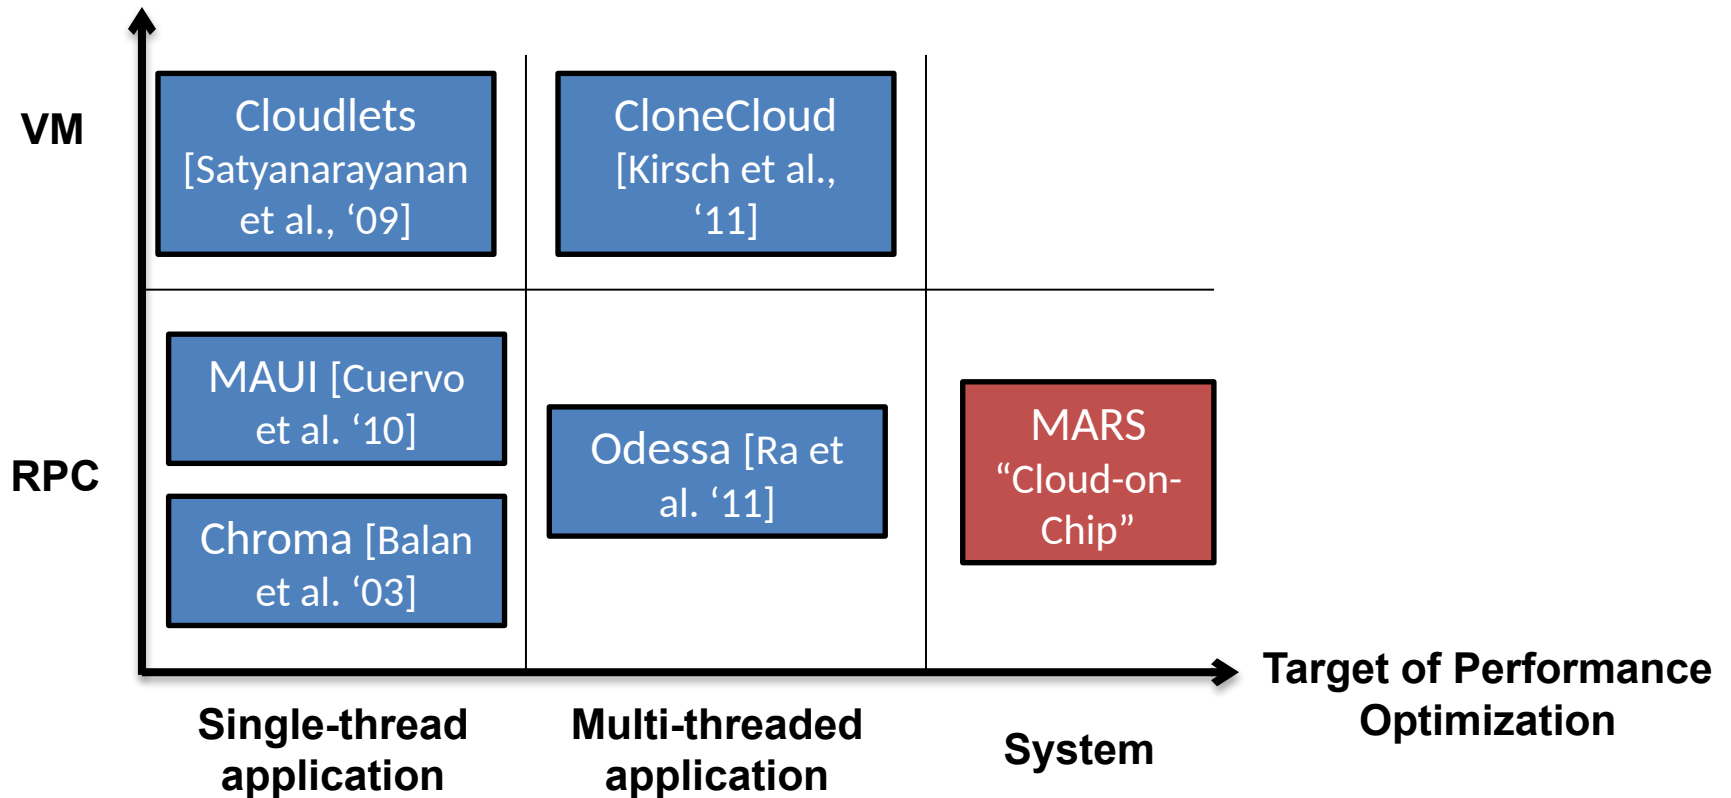 VM
Cloudlets
[Satyanarayanan
et al., ‘09]
CloneCloud
[Kirsch et al.,
‘11]
RPC
MAUI [Cuervo
et al. ‘10]
Chroma [Balan
et al. ‘03]
Odessa [Ra et
al. ‘11]
MARS
“Cloud-on-
Chip”
Target of Performance
Optimization
Single-thread
application
Multi-threaded
application
System